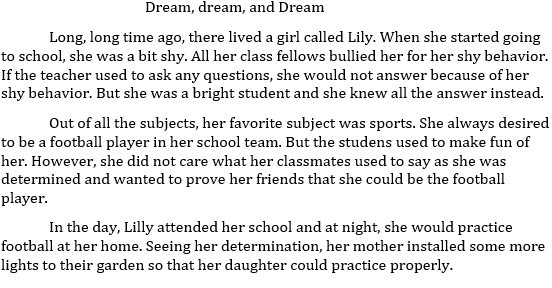 Dream, dream, and Dream
Long, long time ago, there lived a girl called Lily. When she started going
to school, she was a bit shy. All her class fellows bullied her for her shy behavior.
If the teacher used to ask any questions, she would not answer because of her
shy behavior. But she was a bright student and she knew all the answer instead.
Out of all the subjects, her favorite subject was sports. She always desired
to be a football player in her school team. But the studens used to make fun of
her. However, she did not care what her classmates used to say as she was
determined and wanted to prove her friends that she could be the football
player.
In the day, Lilly attended her school and at night, she would practice
football at her home. Seeing her determination, her mother installed some more
lights to their garden so that her daughter could practice properly.